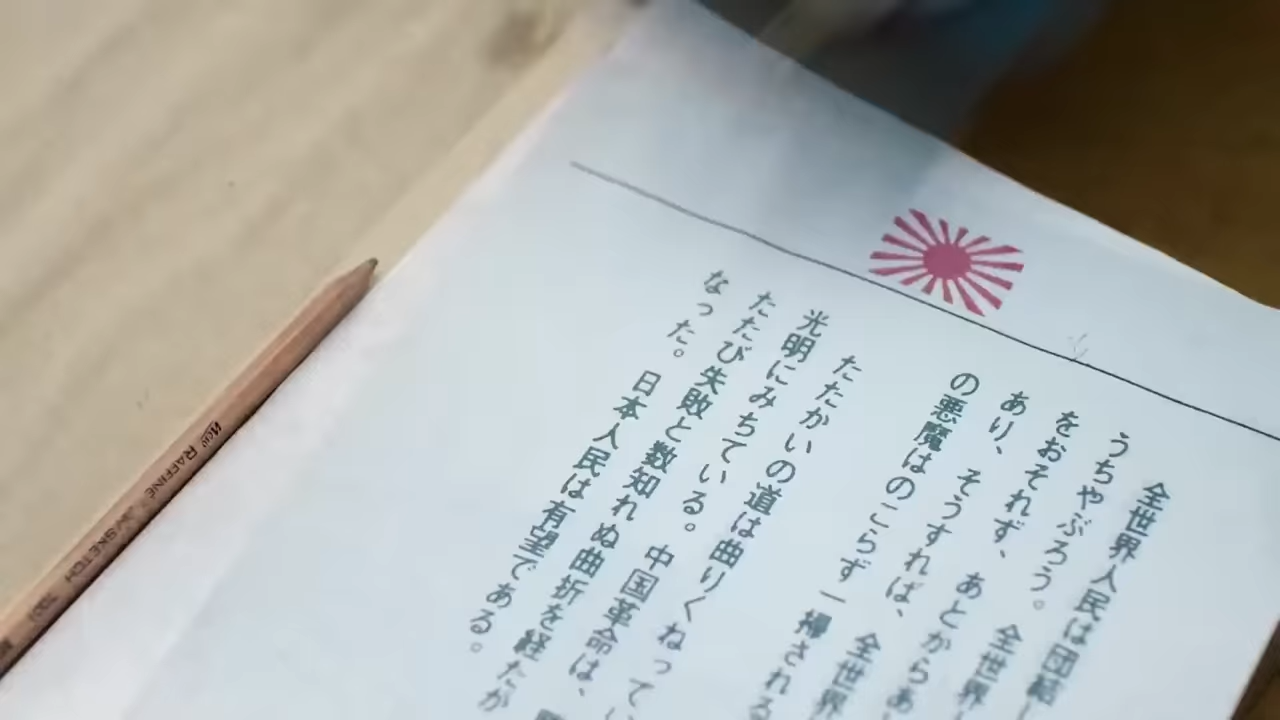 全世界人民は団結し
うちやぶろう。 全世界
をおそれず、 あとからあ
あり、 そうすれば、 全世界
の悪魔はのこらず一掃される
たたかいの道は曲りくねってい
光明にみちている。 中国革命は、
たたび失敗と数知れぬ曲折を経たが
なった。 日本人民は有望である。
RAFFINE SKETCH